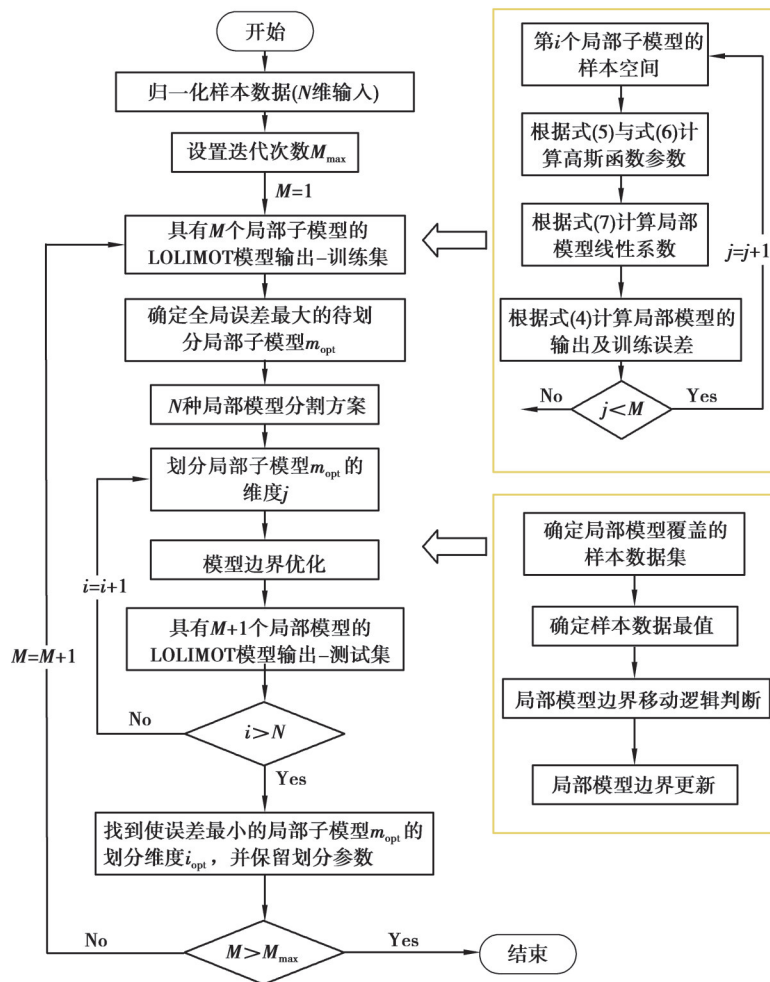 开始
归一化样本数据(N维输入)
设置迭代次数Mmax
M=1
具有M个局部子模型的
LOLIMOT模型输出–训练集
确定全局误差最大的待划
分局部子模型mopt
N种局部模型分割方案
划分局部子模型mopt的
维度j
模型边界优化
i=i+1
具有M+1个局部模型的
LOLIMOT模型输出–测试集
M=M+1
No
i>N
Yes
找到使误差最小的局部子模型mopt的
划分维度iopt，并保留划分参数
No
M>Mmax
Yes
结束
第i个局部子模型的
样本空间
根据式(5)与式(6)计
算高斯函数参数
根据式(7)计算局部
模型线性系数
j=j+1
根据式(4)计算局部模型的
输出及训练误差
No
j<M
Yes
确定局部模型覆盖的
样本数据集
确定样本数据最值
局部模型边界移动逻辑判断
局部模型边界更新